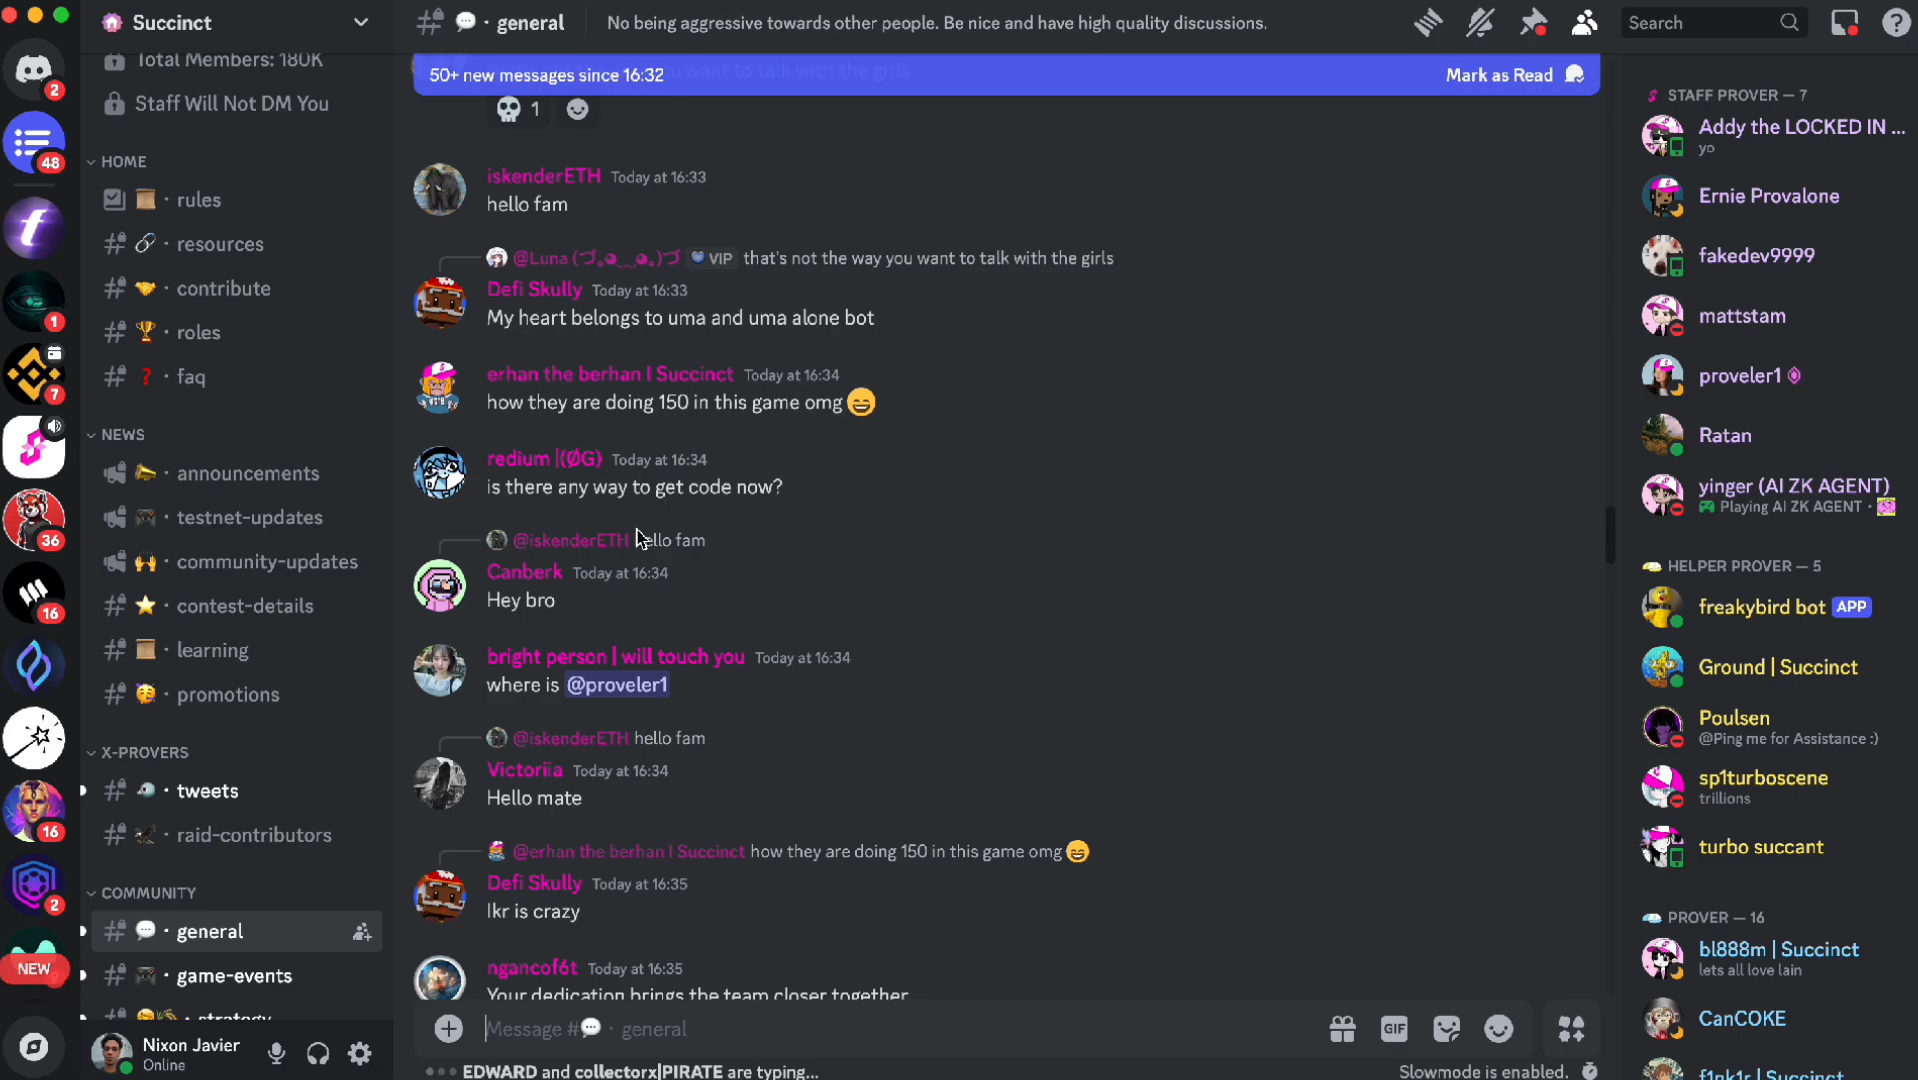 Succinct
general
No being aggressive towards other people. Be nice and have high quality discussions.
Search
Total Members: 180K
Staff Will Not DM You
HOME
rules
resources
contribute
roles
faq
NEWS
announcements
testnet-updates
community-updates
contest-details
learning
promotions
X-PROVERS
tweets
raid-contributors
COMMUNITY
general
game-events
strategy
Nixon Javier
Online
2
48
1
7
36
16
16
2
NEW
50+ new messages since 16:32
Mark as Read
1
iskenderETH Today at 16:33
hello fam
@Luna (づ｡◕‿‿◕｡)づ VIP that's not the way you want to talk with the girls
Defi Skully Today at 16:33
My heart belongs to uma and uma alone bot
erhan the berhan | Succinct Today at 16:34
how they are doing 150 in this game omg 😄
redium |(ØG) Today at 16:34
is there any way to get code now?
@iskenderETH hello fam
Canberk Today at 16:34
Hey bro
bright person | will touch you Today at 16:34
where is @proveler1
@iskenderETH hello fam
Victoriia Today at 16:34
Hello mate
@erhan the berhan | Succinct how they are doing 150 in this game omg 😄
Defi Skully Today at 16:35
Ikr is crazy
ngancof6t Today at 16:35
Your dedication brings the team closer together
Message #💬・general
GIF
EDWARD and collectorx|PIRATE are typing...
Slowmode is enabled.
STAFF PROVER — 7
Addy the LOCKED IN ...
yo
Ernie Provalone
fakedev9999
mattstam
proveler1
Ratan
yinger (AI ZK AGENT)
Playing AI ZK AGENT
HELPER PROVER — 5
freakybird bot APP
Ground | Succinct
Poulsen
@Ping me for Assistance :)
sp1turboscene
trillions
turbo succant
PROVER — 16
bl888m | Succinct
lets all love lain
CanCOKE
f1nk1r | Succinct